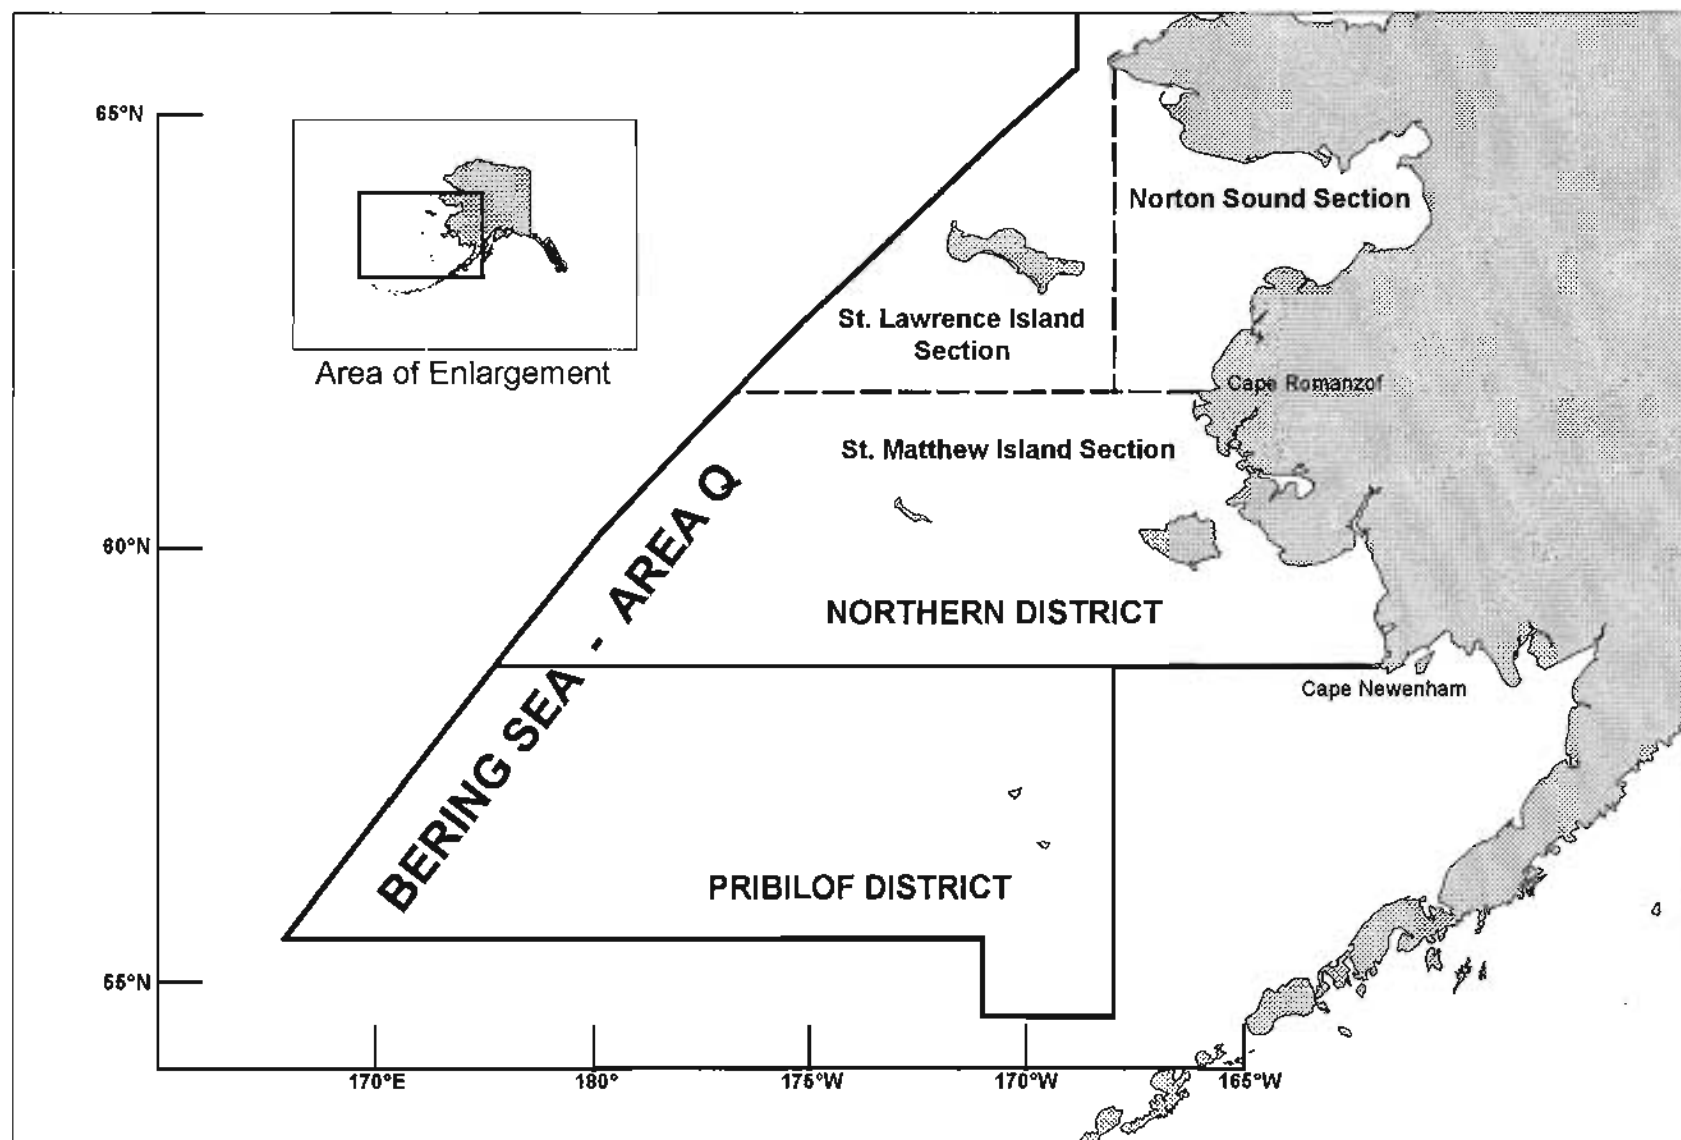 65°N
Norton Sound Section
St. Lawrence Island
Section
Area of Enlargement
Cape Romanzof
St. Matthew Island Section
BERING SEA - AREA Q
60°N
NORTHERN DISTRICT
Cape Newenham
PRIBILOF DISTRICT
55°N
170°E
180°
175°W
170°W
165°W